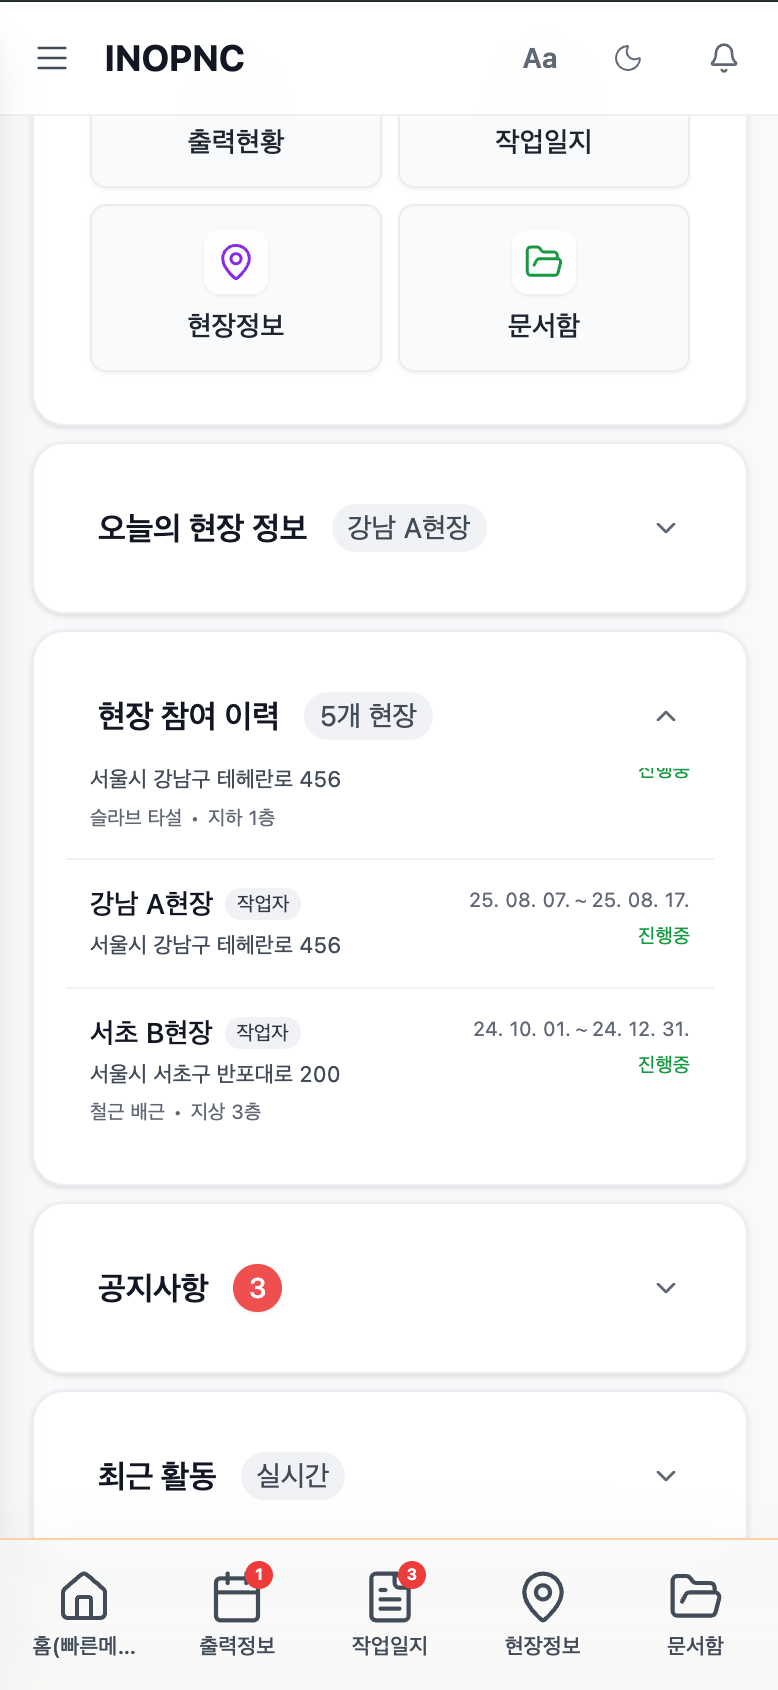 INOPNC
Aa
출력현황
작업일지
현장정보
문서함
오늘의 현장 정보 강남 A현장
현장 참여 이력 5개 현장
서울시 강남구 테헤란로 456 진행중
슬라브 타설 • 지하 1층
강남 A현장 작업자 25. 08. 07. ~ 25. 08. 17.
서울시 강남구 테헤란로 456 진행중
서초 B현장 작업자 24. 10. 01. ~ 24. 12. 31.
서울시 서초구 반포대로 200 진행중
철근 배근 • 지상 3층
공지사항 3
최근 활동 실시간
1 3
홈(빠른메... 출력정보 작업일지 현장정보 문서함